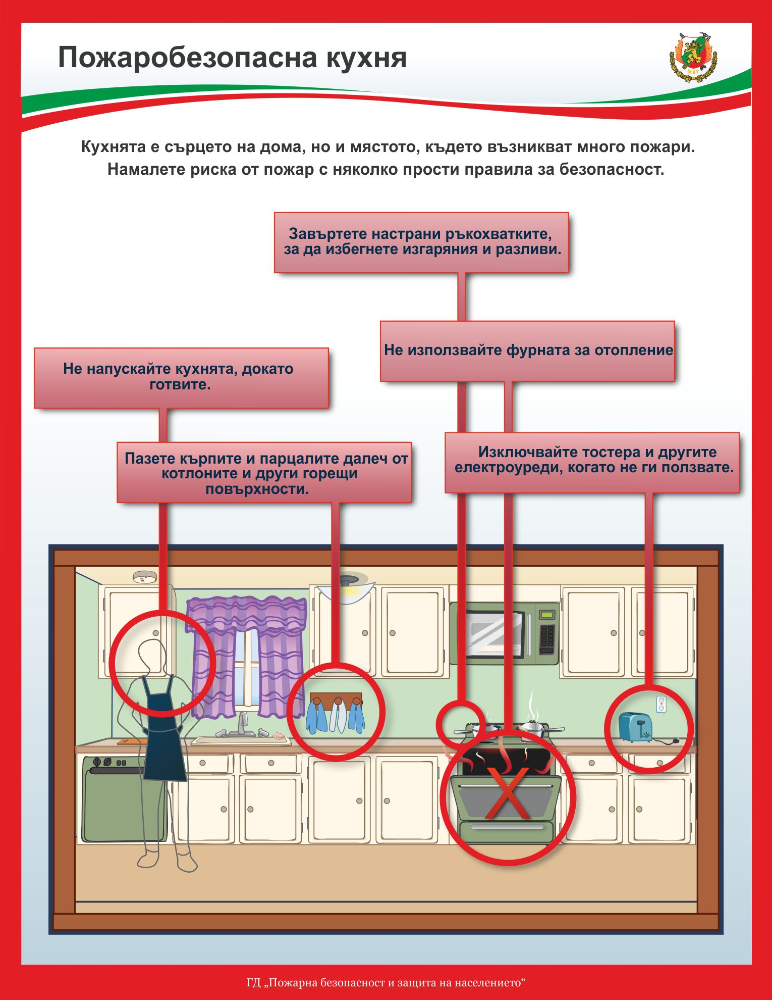 Пожаробезопасна кухня
МВР
Кухнята е сърцето на дома, но и мястото, където възникват много пожари.
Намалете риска от пожар с няколко прости правила за безопасност.
Завъртете настрани ръкохватките,
за да избегнете изгаряния и разливи.
Не използвайте фурната за отопление
Не напускайте кухнята, докато
готвите.
Пазете кърпите и парцалите далеч от
котлоните и други горещи
повърхности.
Изключвайте тостера и другите
електроуреди, когато не ги ползвате.
X
ГД „Пожарна безопасност и защита на населението“